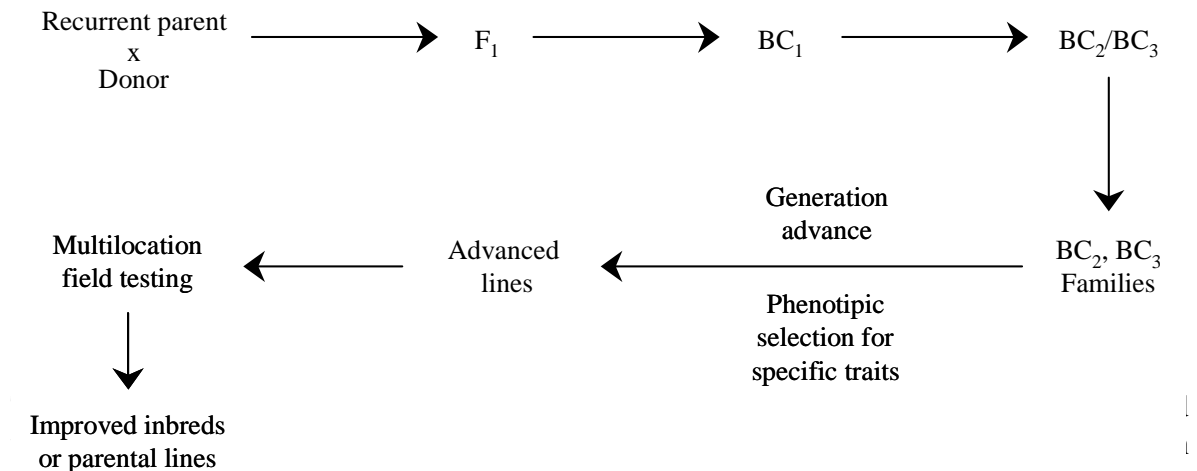 Recurrent parent
x
Donor
F₁
BC₁
BC₂/BC₃
BC₂, BC₃
Families
Generation
advance
Phenotipic
selection for
specific traits
Advanced
lines
Multilocation
field testing
Improved inbreds
or parental lines